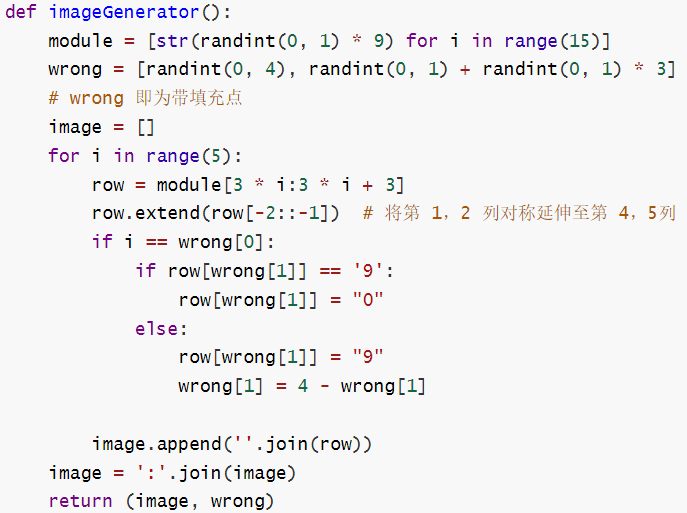 def imageGenerator():
    module = [str(randint(0, 1) * 9) for i in range(15)]
    wrong = [randint(0, 4), randint(0, 1) + randint(0, 1) * 3]
    # wrong 即为带填充点
    image = []
    for i in range(5):
        row = module[3 * i:3 * i + 3]
        row.extend(row[-2::-1])  # 将第 1，2 列对称延伸至第 4，5列
        if i == wrong[0]:
            if row[wrong[1]] == '9':
                row[wrong[1]] = "0"
            else:
                row[wrong[1]] = "9"
                wrong[1] = 4 - wrong[1]

        image.append(''.join(row))
    image = ':'.join(image)
    return (image, wrong)